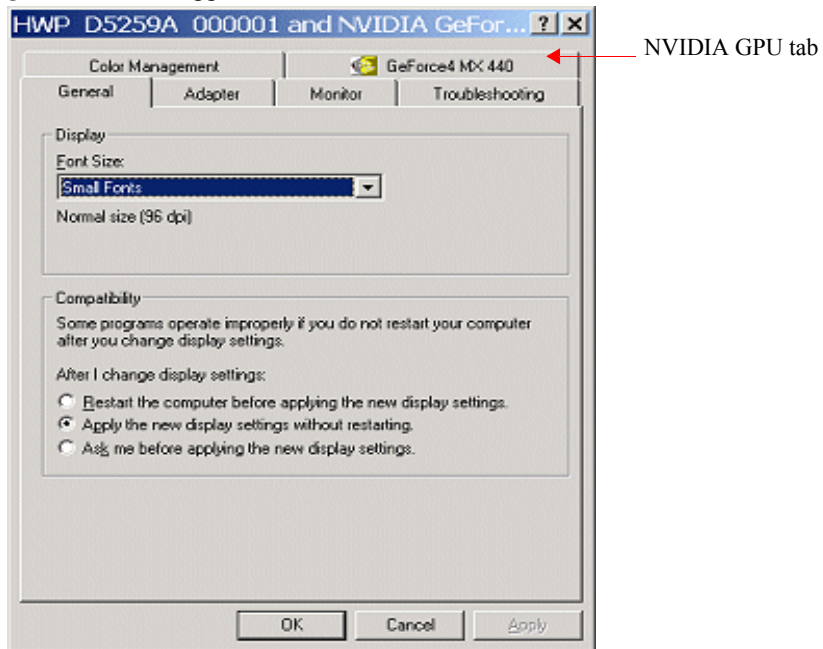 HWP D5259A 000001 and NVIDIA GeFor...
NVIDIA GPU tab
Color Management GeForce4 MX 440
General Adapter Monitor Troubleshooting
Display
Font Size:
Small Fonts
Normal size (96 dpi)
Compatibility
Some programs operate improperly if you do not restart your computer
after you change display settings.
After I change display settings:
Restart the computer before applying the new display settings.
Apply the new display settings without restarting.
Ask me before applying the new display settings.
OK Cancel Apply